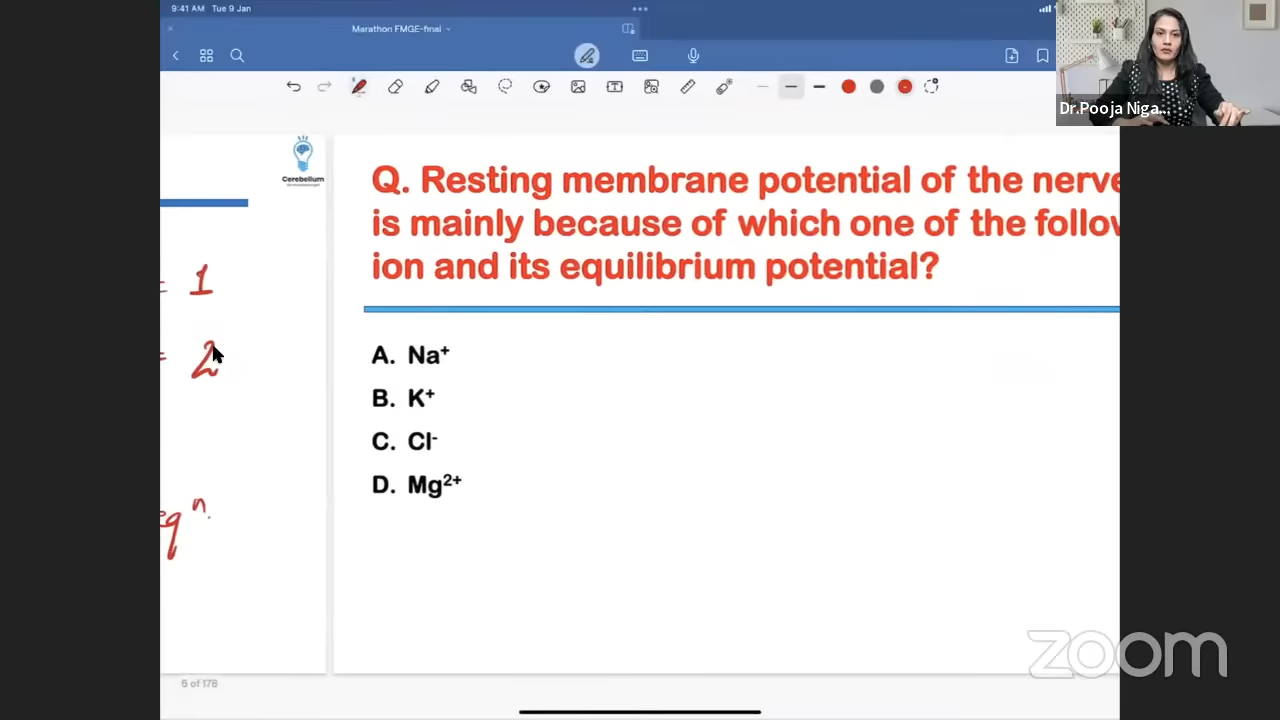 9:41 AM Tue 9 Jan
Marathon FMGE-final
Dr.Pooja Niga...
Cerebellum
= 1
= 2
eqⁿ.
Q. Resting membrane potential of the nerve
is mainly because of which one of the follow
ion and its equilibrium potential?
A. Na⁺
B. K⁺
C. Cl⁻
D. Mg²⁺
zoom
5 of 178